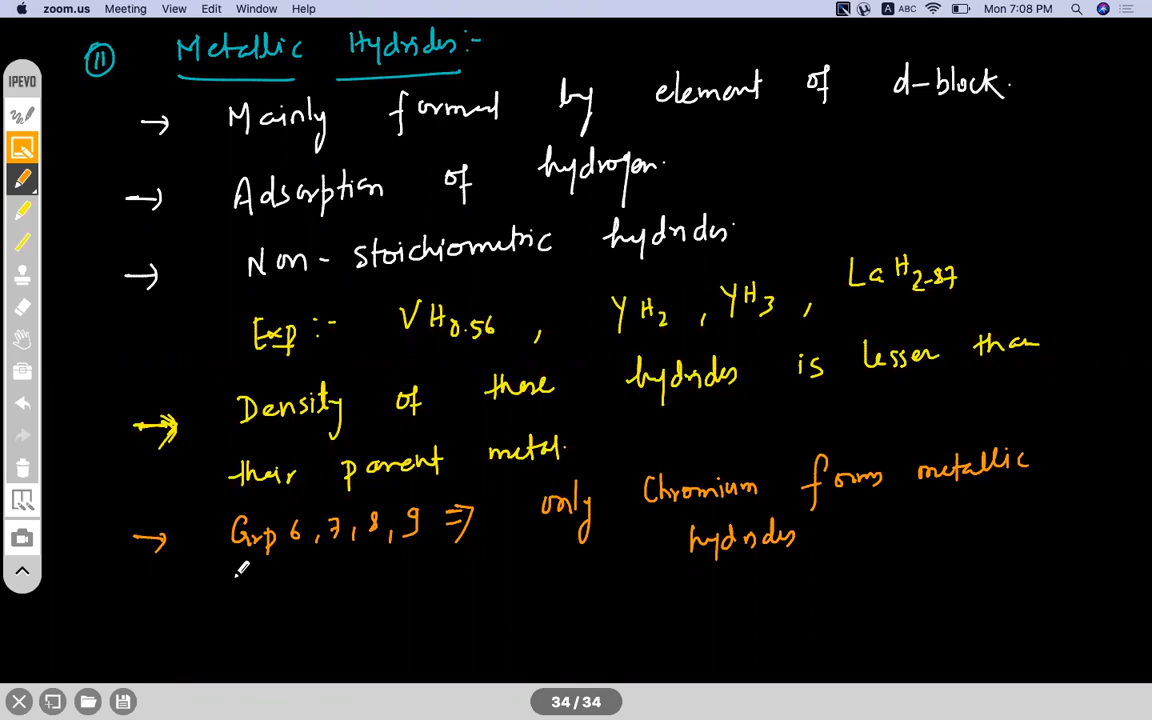 zoom.us Meeting View Edit Window Help ABC Mon 7:08 PM
IPEVO
11 Metallic Hydrides:-
→ Mainly formed by element of d-block.
→ Adsorption of hydrogen.
→ Non-stoichiometric hydrides.
Exp:- VH0.56, YH2, YH3, LaH2-87
→ Density of these hydrides is lesser than
their parent metal.
→ Grp 6, 7, 8, 9 ⇒ only Chromium forms metallic
hydrides
34 / 34